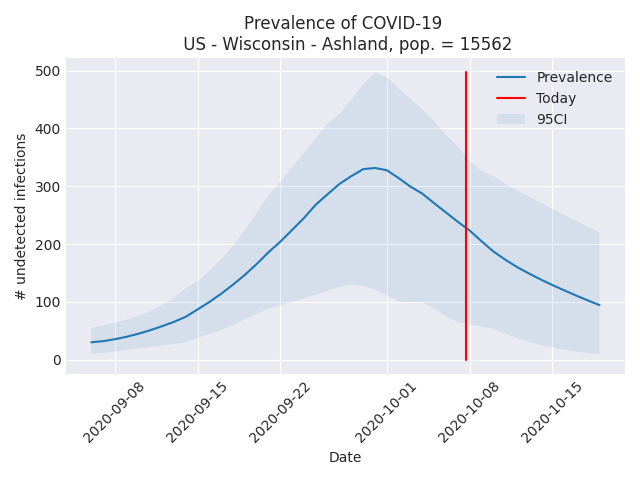 Prevalence of COVID-19
US - Wisconsin - Ashland, pop. = 15562
Prevalence
Today
95CI
# undetected infections
500
400
300
200
100
0
2020-09-08
2020-09-15
2020-09-22
2020-10-01
2020-10-08
2020-10-15
Date